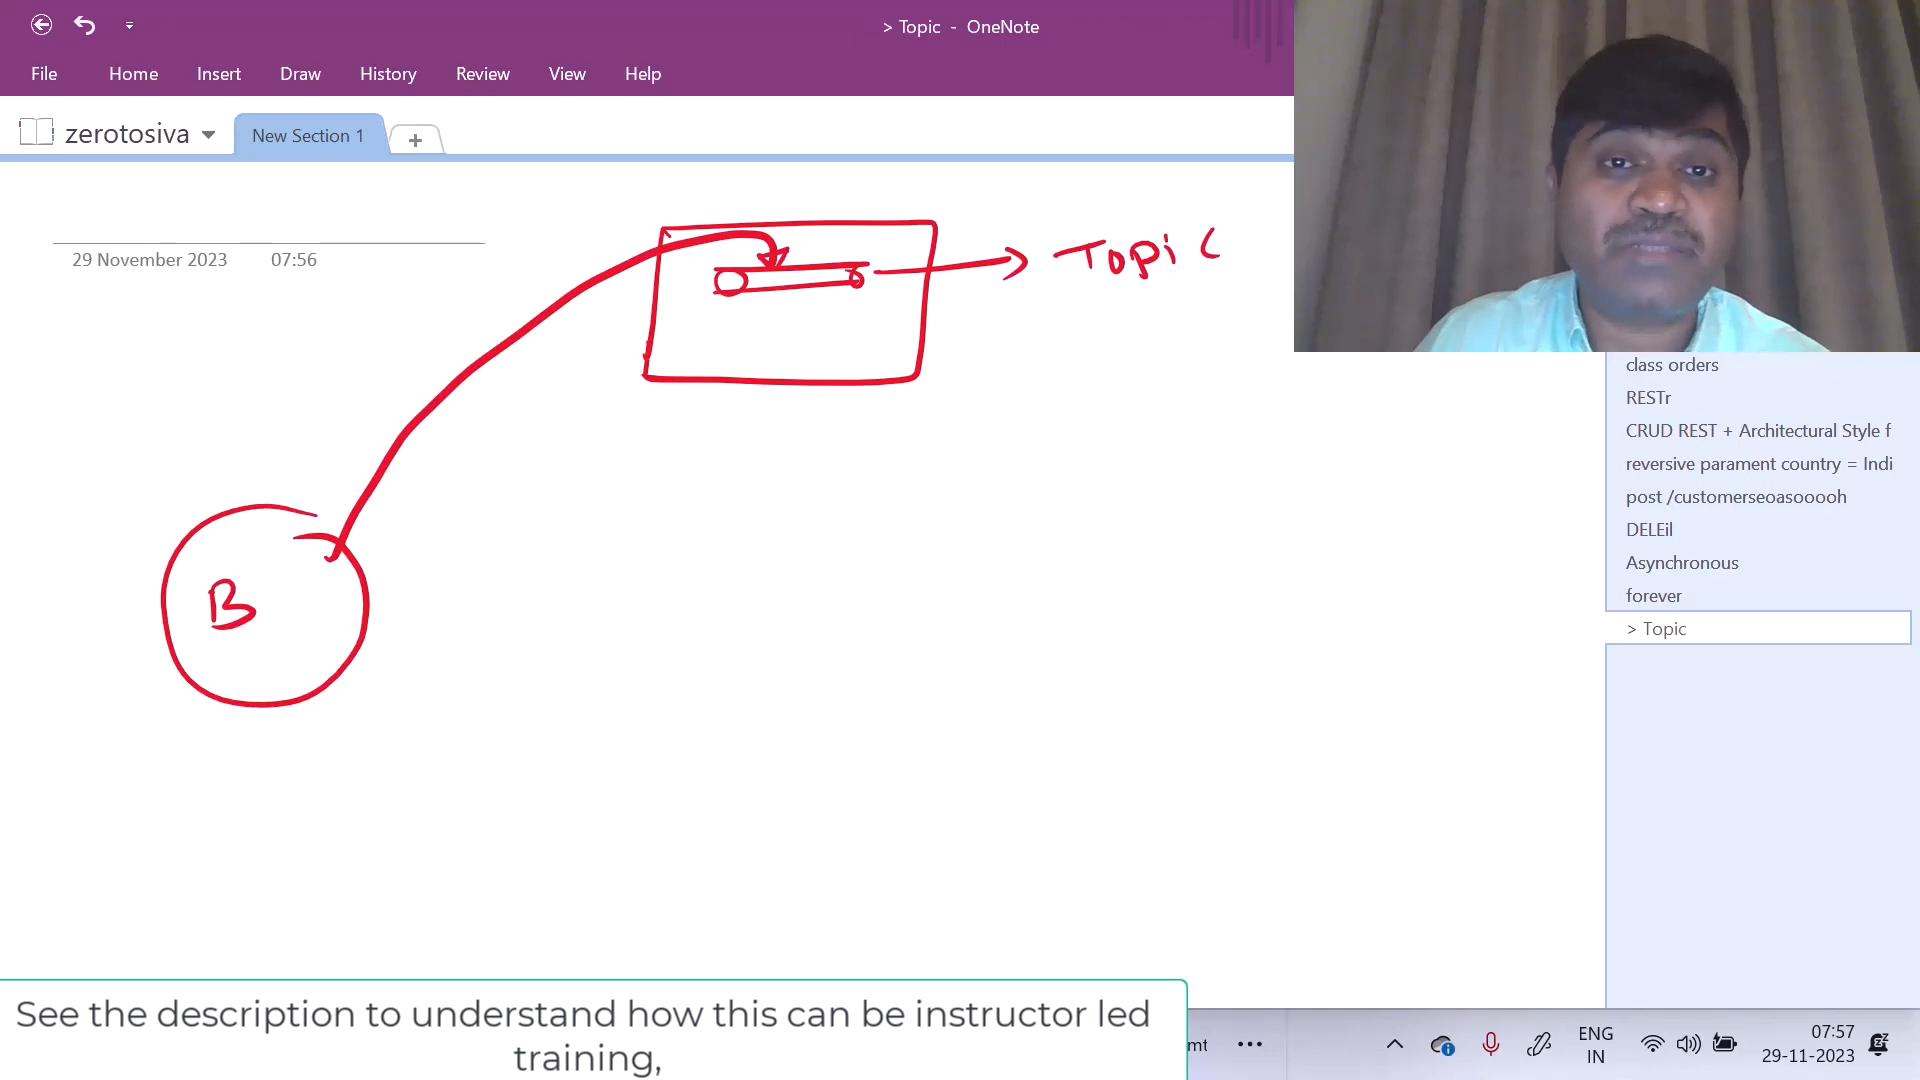 > Topic - OneNote
File Home Insert Draw History Review View Help
zerotosiva New Section 1 +
29 November 2023 07:56
Topic
B
class orders
RESTr
CRUD REST + Architectural Style f
reversive parament country = Indi
post /customerseoasooooh
DELEil
Asynchronous
forever
> Topic
See the description to understand how this can be instructor led
training,
mt
ENG
IN
07:57
29-11-2023